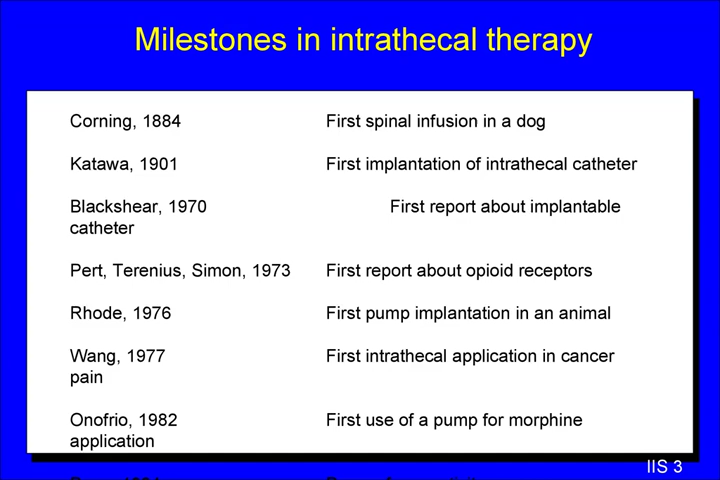 Milestones in intrathecal therapy
Corning, 1884 First spinal infusion in a dog
Katawa, 1901 First implantation of intrathecal catheter
Blackshear, 1970 First report about implantable
catheter
Pert, Terenius, Simon, 1973 First report about opioid receptors
Rhode, 1976 First pump implantation in an animal
Wang, 1977 First intrathecal application in cancer
pain
Onofrio, 1982 First use of a pump for morphine
application
IIS 3